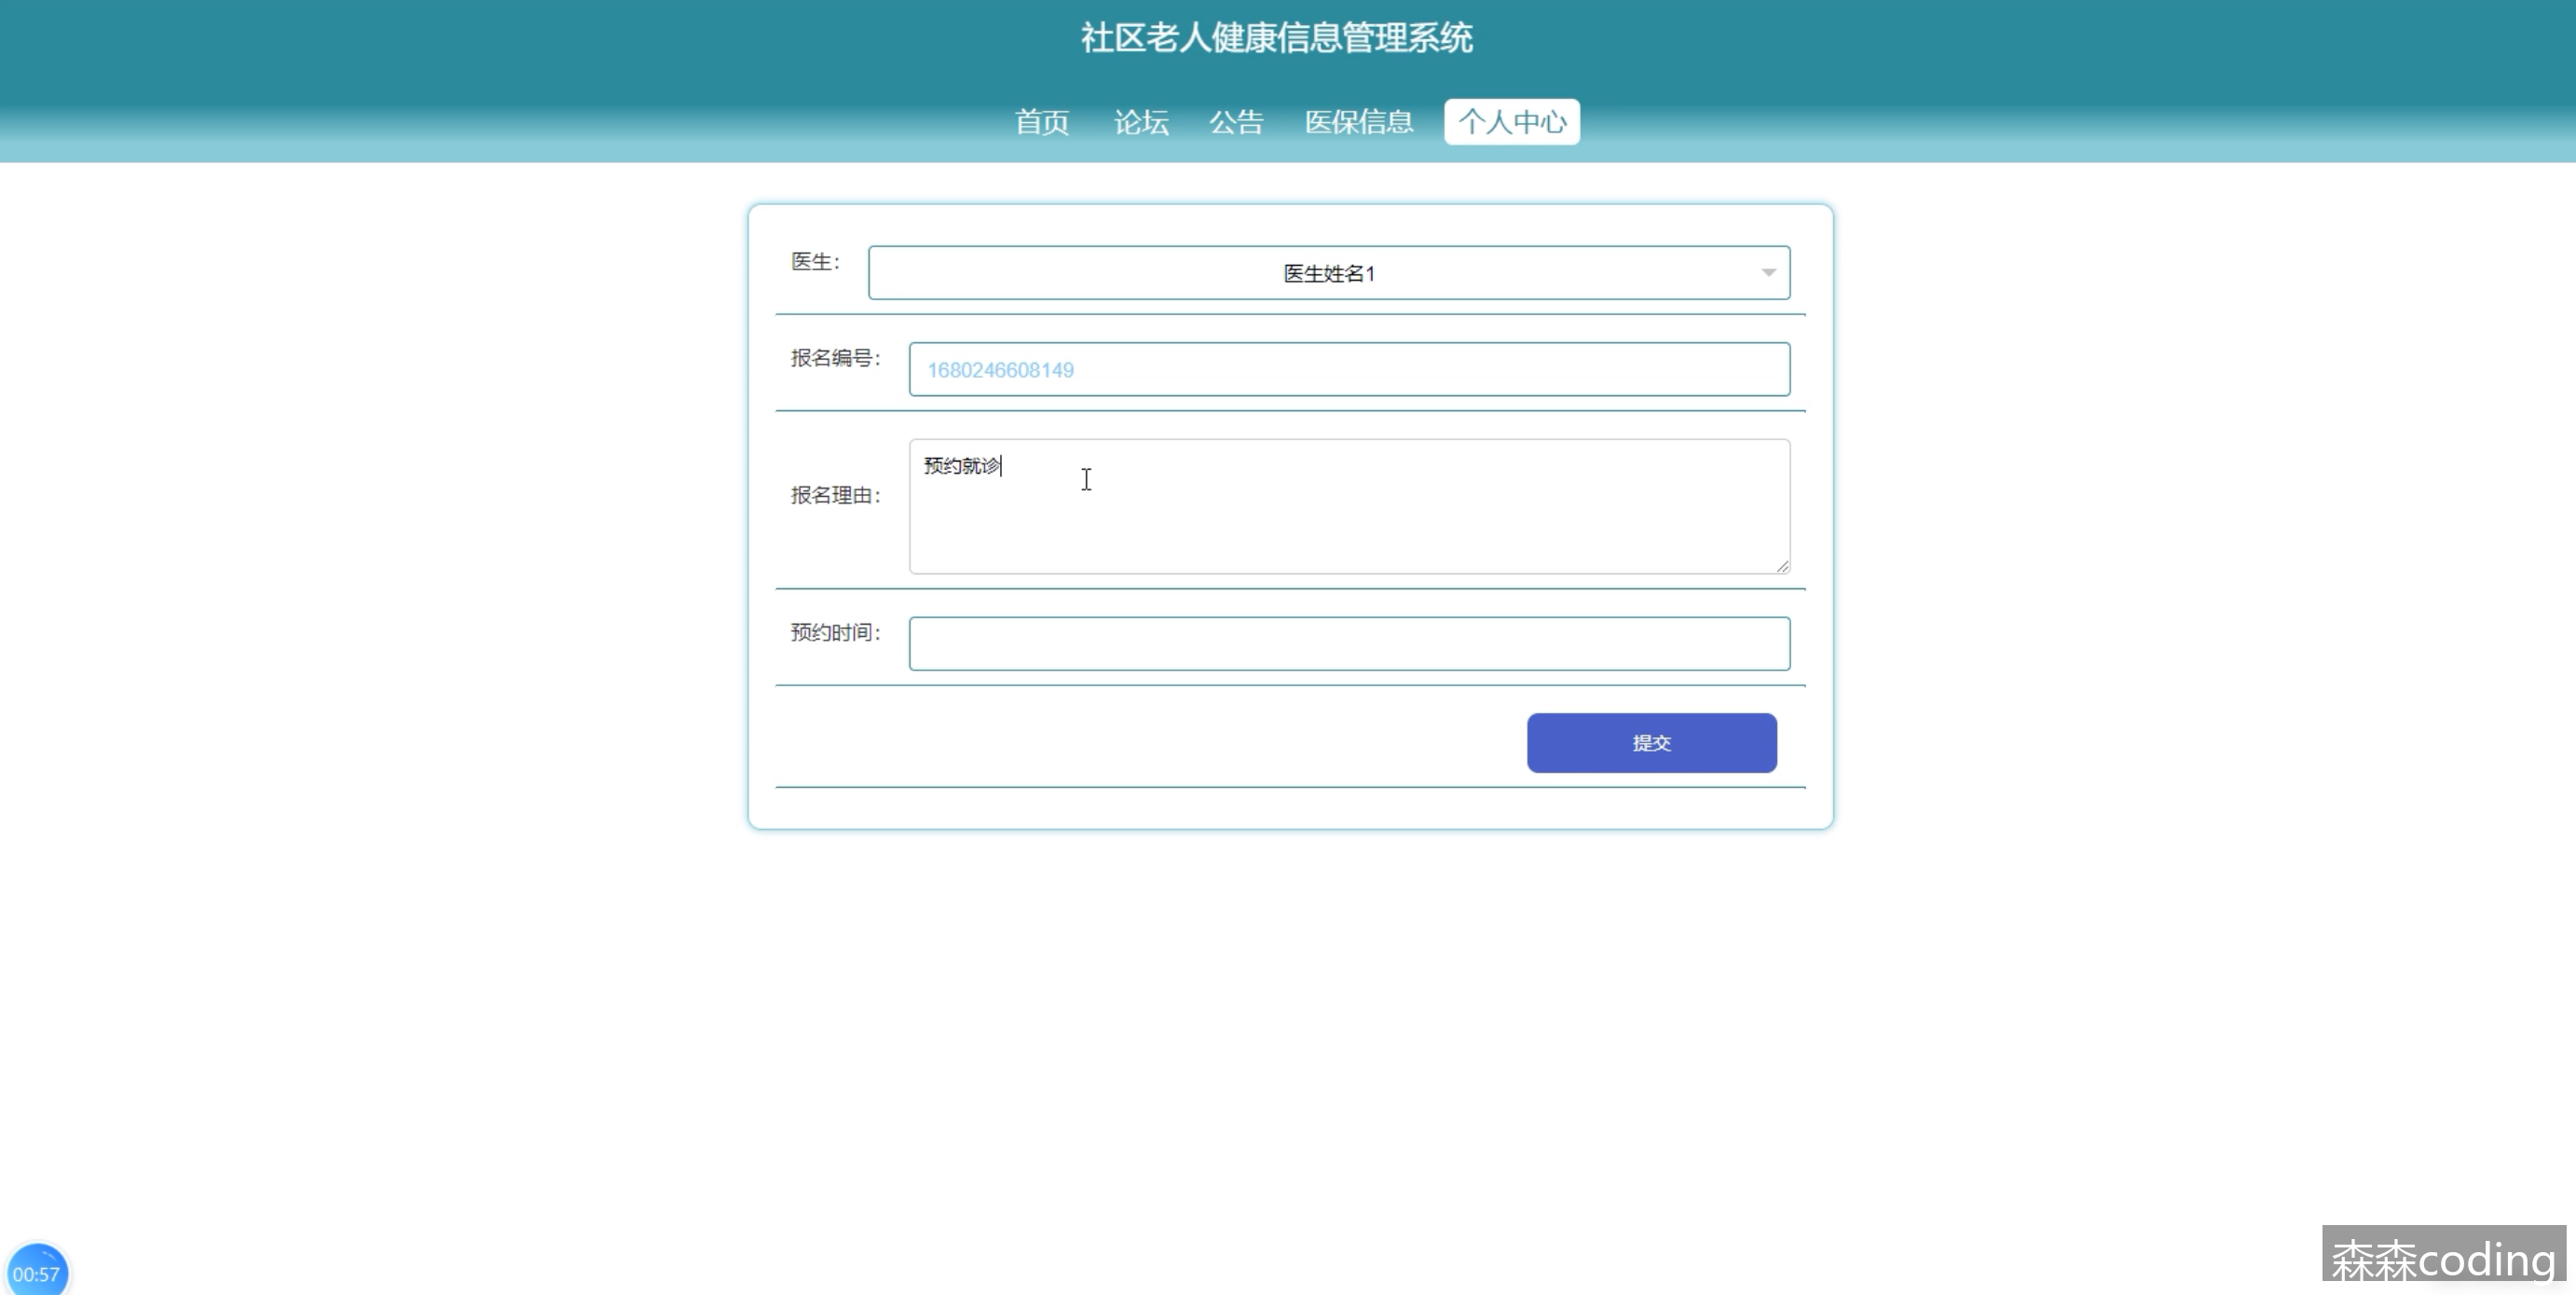 社区老人健康信息管理系统
首页 论坛 公告 医保信息 个人中心
医生： 医生姓名1
报名编号： 1680246608149
报名理由： 预约就诊
预约时间：
提交
00:57
森森coding